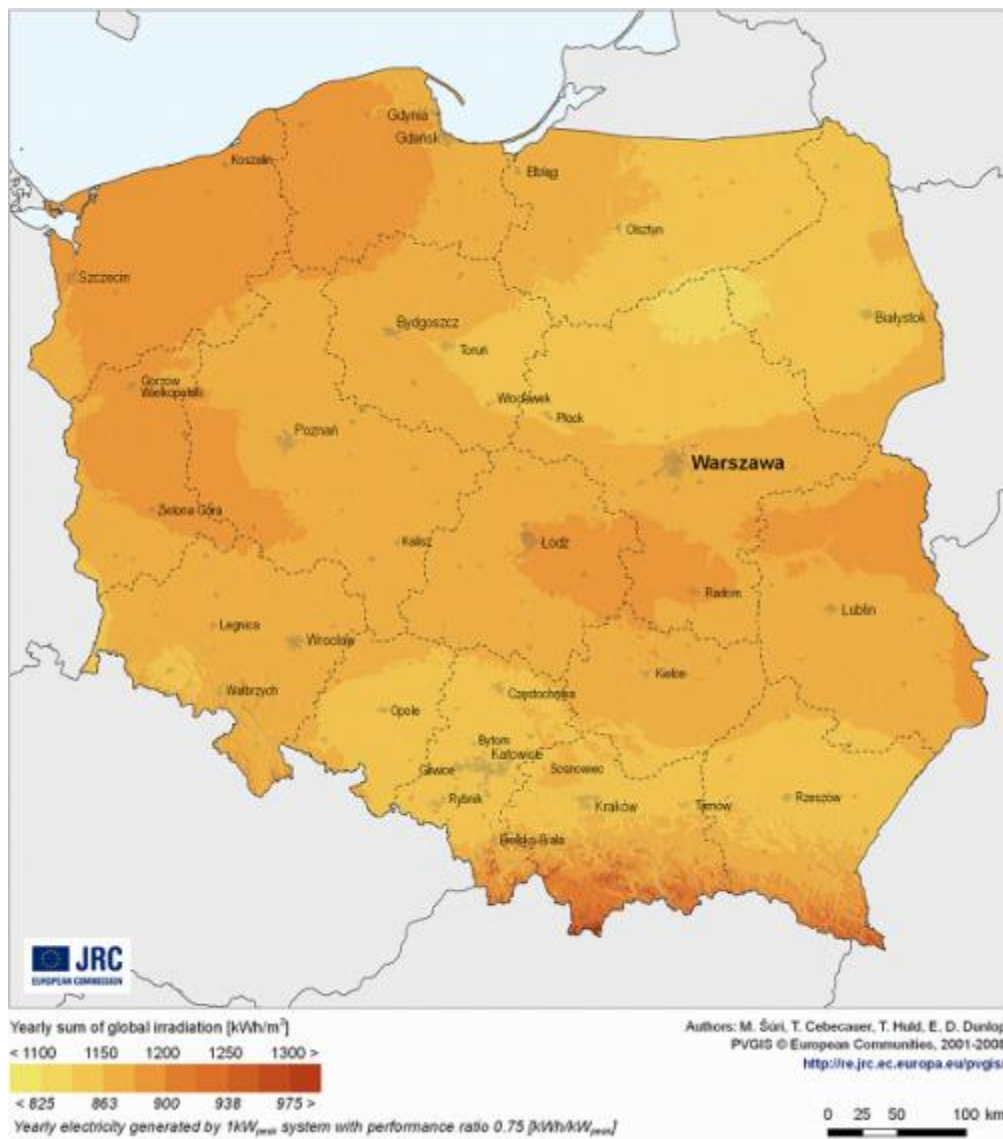 Gdynia
Gdańsk
Koszalin
Elbląg
Olsztyn
Szczecin
Białystok
Bydgoszcz
Toruń
Gorzów
Wielkopolski
Włocławek
Płock
Poznań
Warszawa
Zielona Góra
Kalisz
Łódź
Radom
Lublin
Legnica
Wrocław
Kielce
Wałbrzych
Częstochowa
Opole
Bytom
Katowice
Gliwice
Sosnowiec
Rybnik
Kraków
Tarnów
Rzeszów
Bielsko-Biała
JRC
EUROPEAN COMMISSION
Yearly sum of global irradiation [kWh/m²]
< 1100 1150 1200 1250 1300 >
< 825 863 900 938 975 >
Yearly electricity generated by 1kWpeak system with performance ratio 0.75 [kWh/kWpeak]
Authors: M. Šúri, T. Cebecauer, T. Huld, E. D. Dunlop
PVGIS © European Communities, 2001-2008
http://re.jrc.ec.europa.eu/pvgis/
0 25 50 100 km